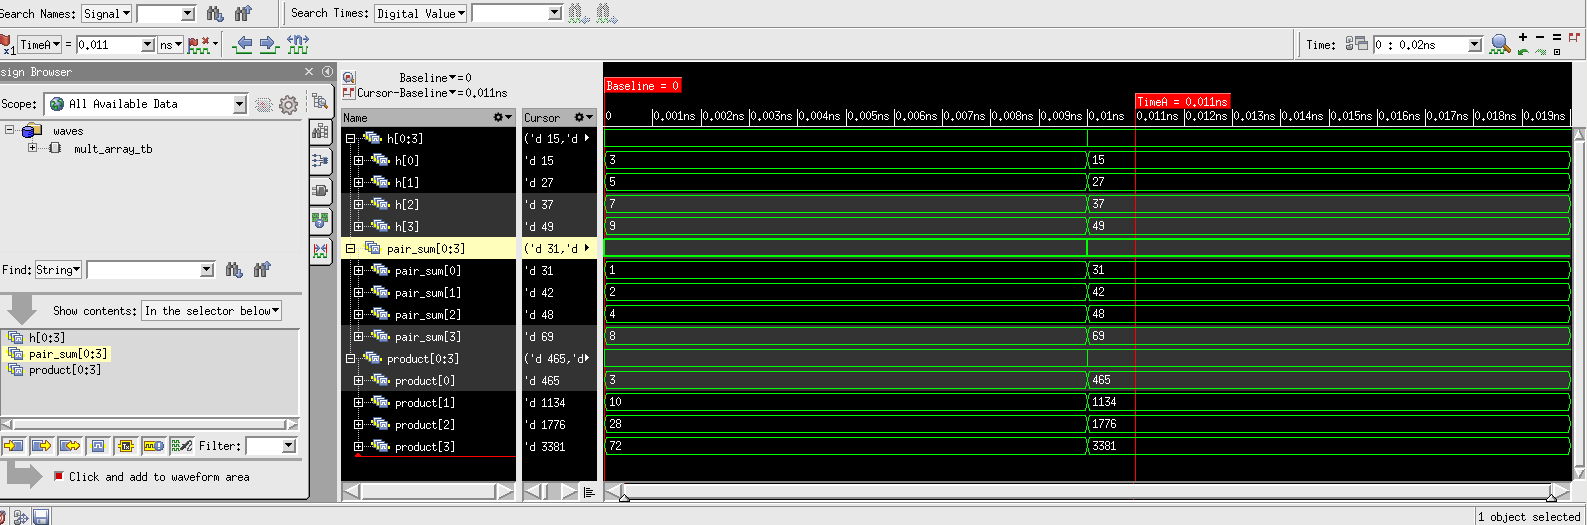 Search Names: Signal Search Times: Digital Value
x1 TimeA = 0.011 ns Time: 0 : 0.02ns
sign Browser
Scope: All Available Data
waves
mult_array_tb
Find: String
Show contents: In the selector below
h[0:3]
pair_sum[0:3]
product[0:3]
Filter:
Click and add to waveform area
Baseline=0
Cursor-Baseline=0.011ns
Name Cursor
h[0:3] ('d 15,'d
h[0] 'd 15
h[1] 'd 27
h[2] 'd 37
h[3] 'd 49
pair_sum[0:3] ('d 31,'d
pair_sum[0] 'd 31
pair_sum[1] 'd 42
pair_sum[2] 'd 48
pair_sum[3] 'd 69
product[0:3] ('d 465,'d
product[0] 'd 465
product[1] 'd 1134
product[2] 'd 1776
product[3] 'd 3381
Baseline = 0
TimeA = 0.011ns
0 0.001ns 0.002ns 0.003ns 0.004ns 0.005ns 0.006ns 0.007ns 0.008ns 0.009ns 0.01ns 0.011ns 0.012ns 0.013ns 0.014ns 0.015ns 0.016ns 0.017ns 0.018ns 0.019ns
3 15
5 27
7 37
9 49
1 31
2 42
4 48
8 69
3 465
10 1134
28 1776
72 3381
1 object selected